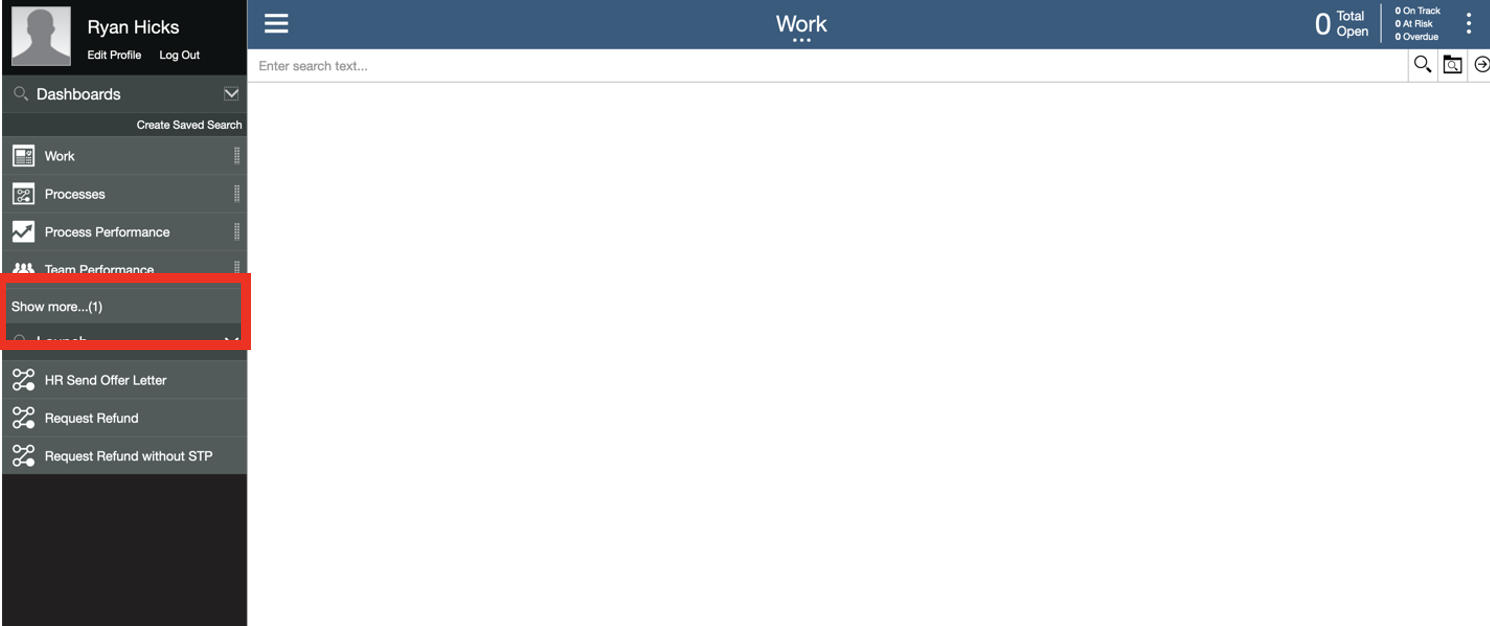 Ryan Hicks
Edit Profile Log Out
Dashboards
Create Saved Search
Work
Processes
Process Performance
Team Performance
Show more...(1)
Launch
HR Send Offer Letter
Request Refund
Request Refund without STP
Work
0 Total Open
0 On Track
0 At Risk
0 Overdue
Enter search text...